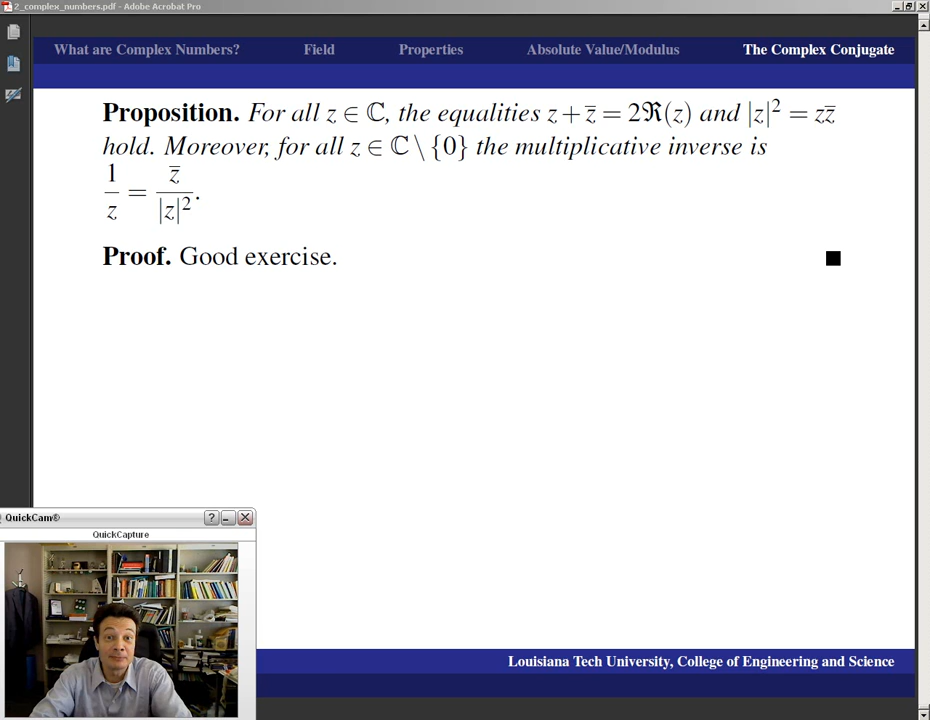 2_complex_numbers.pdf - Adobe Acrobat Pro
What are Complex Numbers? Field Properties Absolute Value/Modulus The Complex Conjugate
Proposition. For all z ∈ ℂ, the equalities z + z̅ = 2ℜ(z) and |z|² = zz̅
hold. Moreover, for all z ∈ ℂ \ {0} the multiplicative inverse is
1/z = z̅/|z|².
Proof. Good exercise. ■
QuickCam®
QuickCapture
Louisiana Tech University, College of Engineering and Science